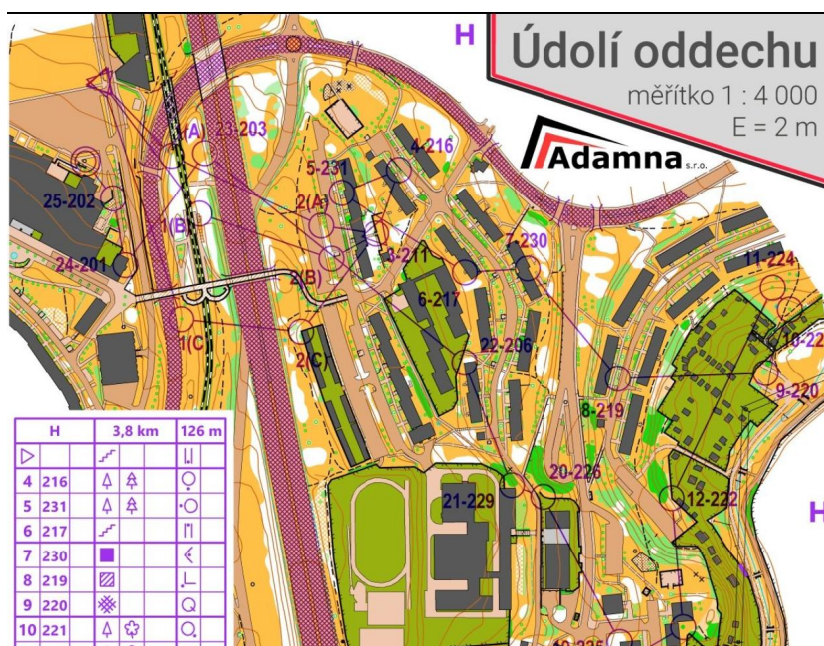 H
Údolí oddechu
měřítko 1 : 4 000
E = 2 m
Adamna s.r.o.
(A)
23-203
4-216
5-231
25-202
2(A)
1(B)
3-211
7-230
24-201
2(B)
11-224
6-217
1(C)
2(C)
22-206
9-220
8-219
20-226
21-229
12-222
H
H 3,8 km 126 m
4 216
5 231
6 217
7 230
8 219
9 220
10 221